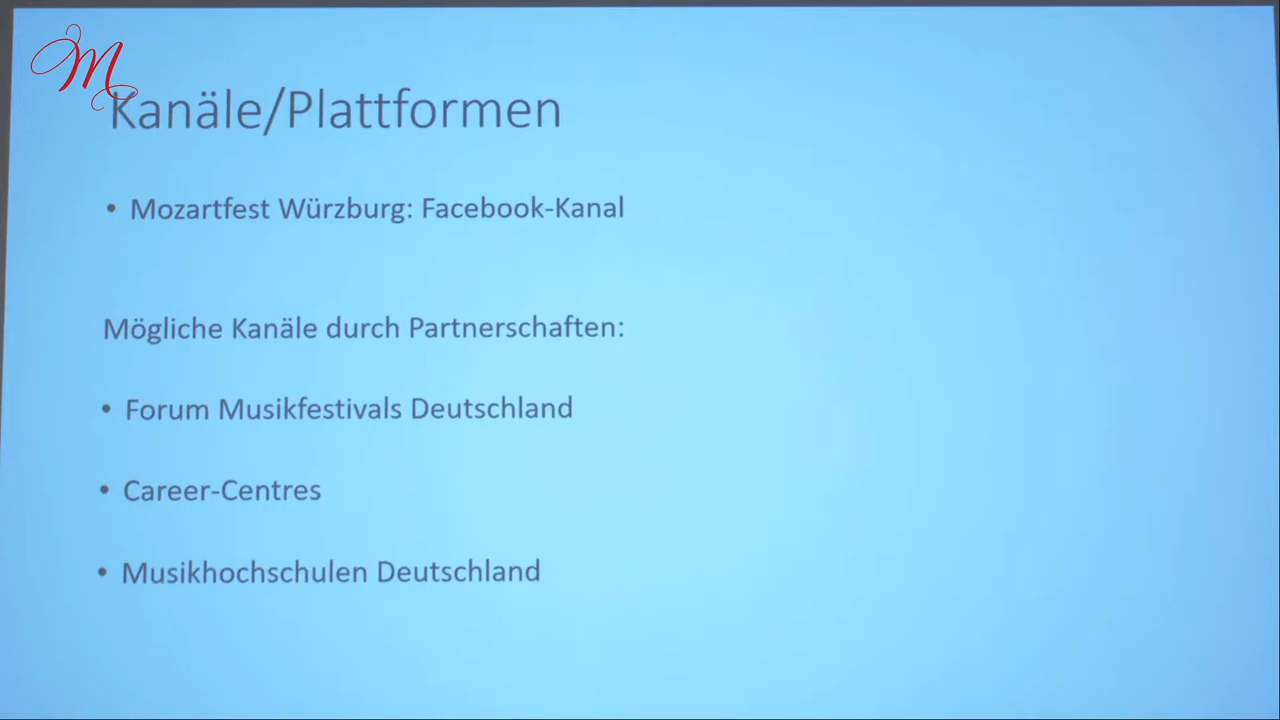 M
Kanäle/Plattformen
• Mozartfest Würzburg: Facebook-Kanal
Mögliche Kanäle durch Partnerschaften:
• Forum Musikfestivals Deutschland
• Career-Centres
• Musikhochschulen Deutschland